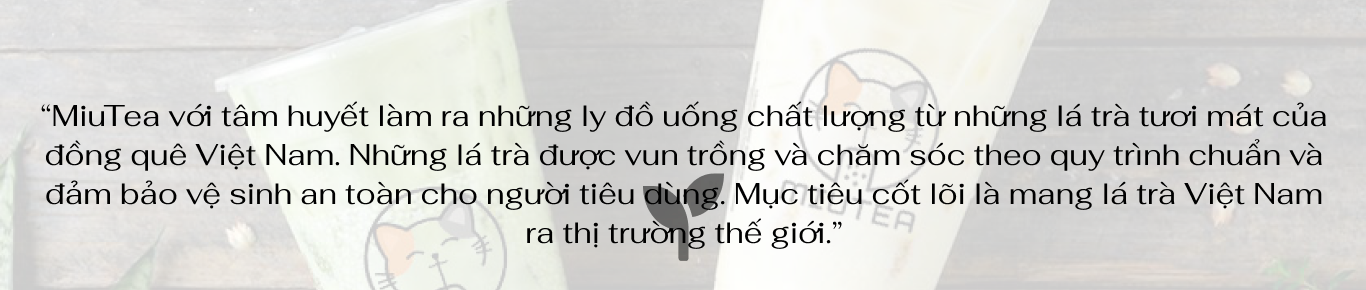 “MiuTea với tâm huyết làm ra những ly đồ uống chất lượng từ những lá trà tươi mát của
đồng quê Việt Nam. Những lá trà được vun trồng và chăm sóc theo quy trình chuẩn và
đảm bảo vệ sinh an toàn cho người tiêu dùng. Mục tiêu cốt lõi là mang lá trà Việt Nam
ra thị trường thế giới.”
MIUTEA